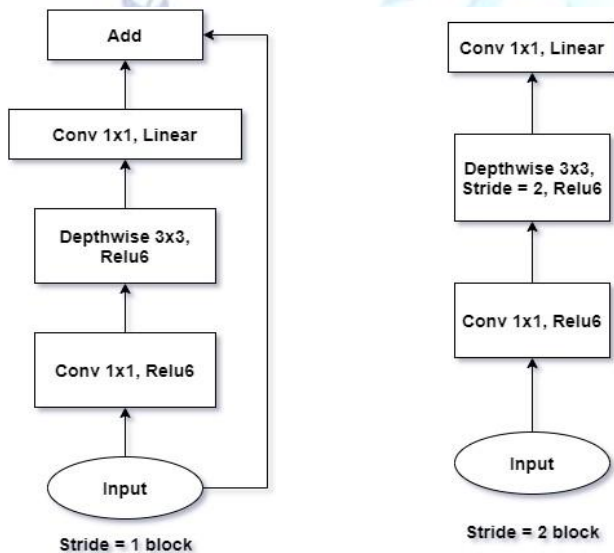 Add
Conv 1x1, Linear
Depthwise 3x3,
Relu6
Conv 1x1, Relu6
Input
Stride = 1 block
Conv 1x1, Linear
Depthwise 3x3,
Stride = 2, Relu6
Conv 1x1, Relu6
Input
Stride = 2 block